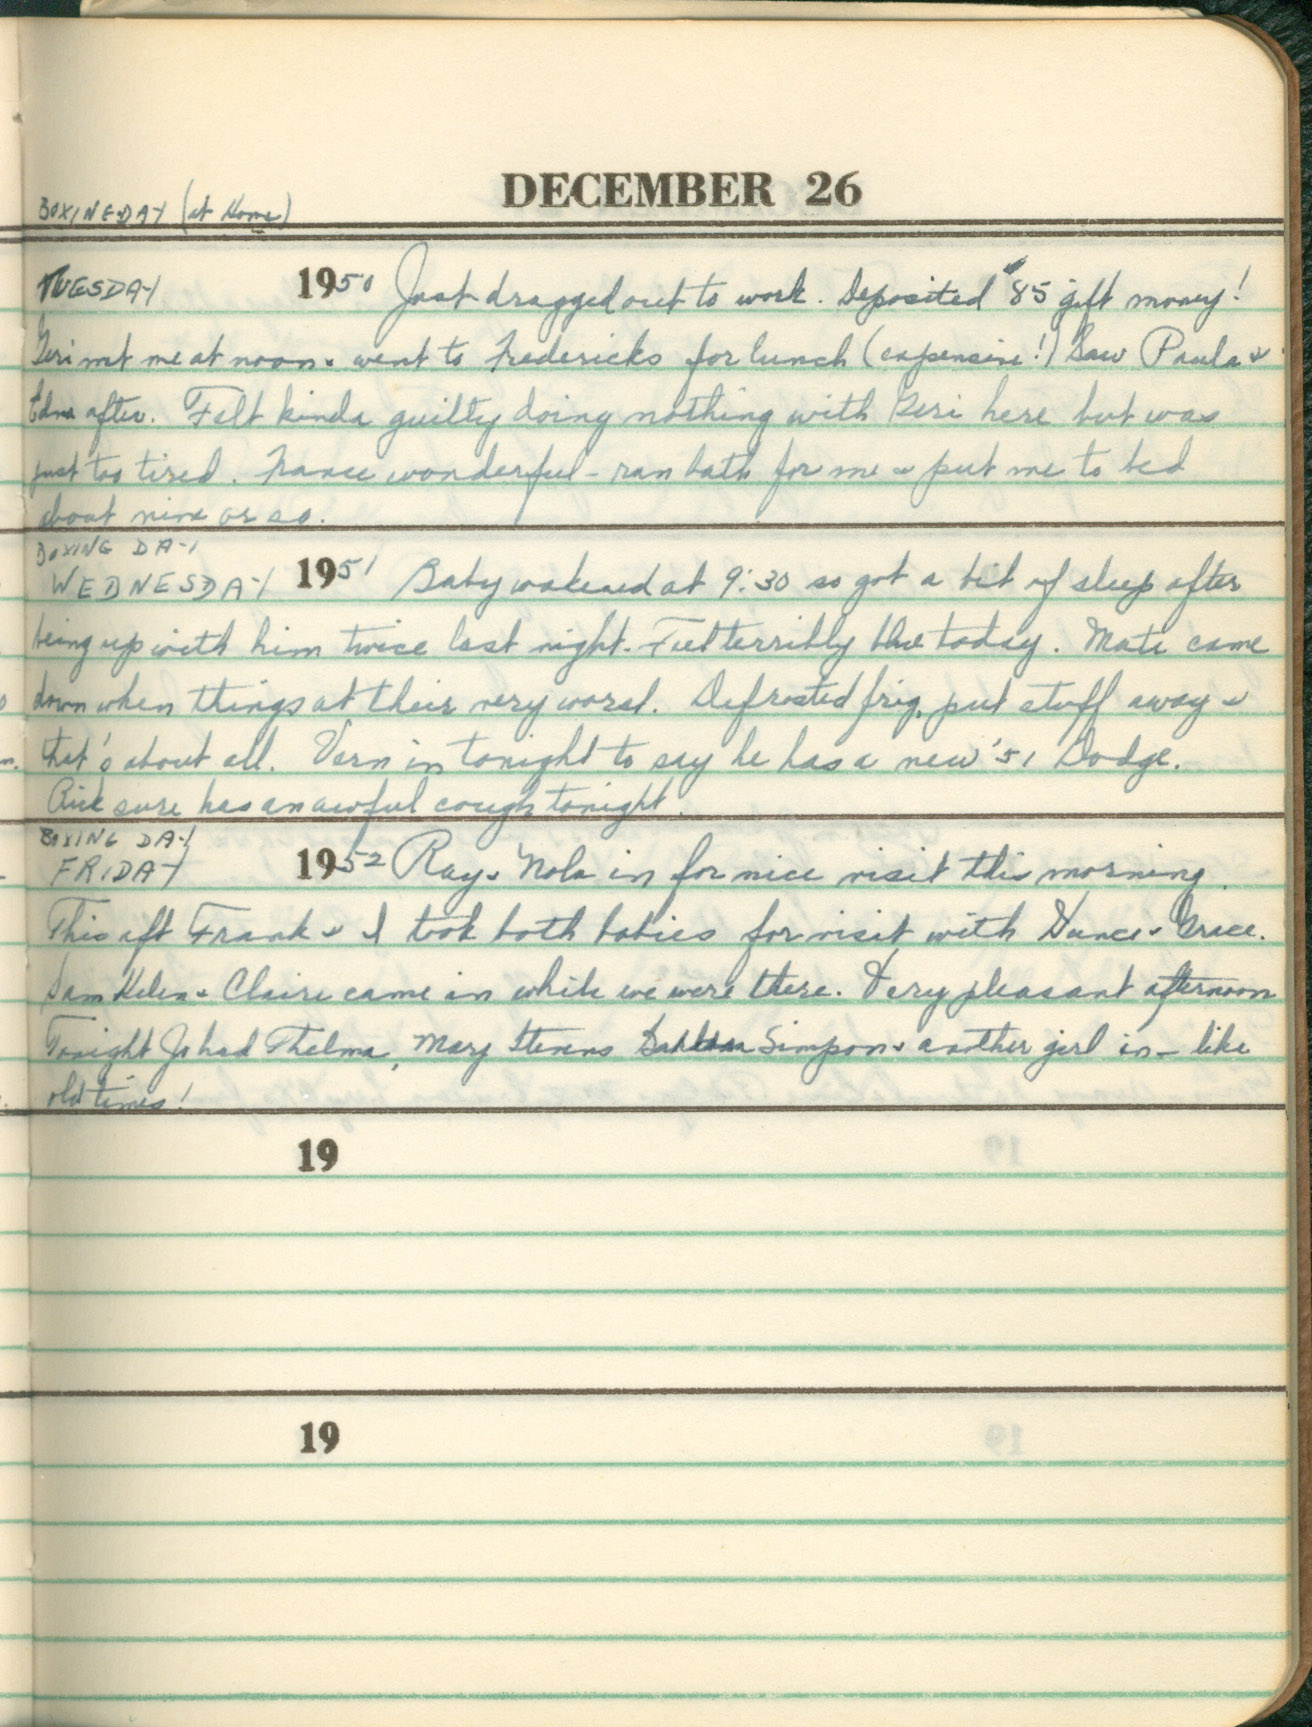 DECEMBER 26
BOXING DAY (at Home)
TUESDAY 1950 Just dragged out to work. Deposited $85 gift money!
Geri met me at noon & went to Fredericks for lunch (expensive!) Saw Paula &
Edna after. Felt kinda guilty doing nothing with Geri here but was
just too tired. France wonderful - ran bath for me & put me to bed
about nine or so.
BOXING DAY
WEDNESDAY 1951 Baby wakened at 9:30 so got a bit of sleep after
being up with him twice last night. Felt terribly blue today. Mate came
down when things at their very worst. Defrosted frig, put stuff away &
that's about all. Vern in tonight to say he has a new '51 Dodge.
Rick sure has an awful cough tonight.
BOXING DAY
FRIDAY 1952 Ray & Nola in for nice visit this morning.
This aft Frank & I took both babies for visit with Dunc & Grace.
Sam Helen & Claire came in while we were there. Very pleasant afternoon
Tonight Jo had Thelma, Mary Stevens Simpson & another girl in - like
old times!
19
19